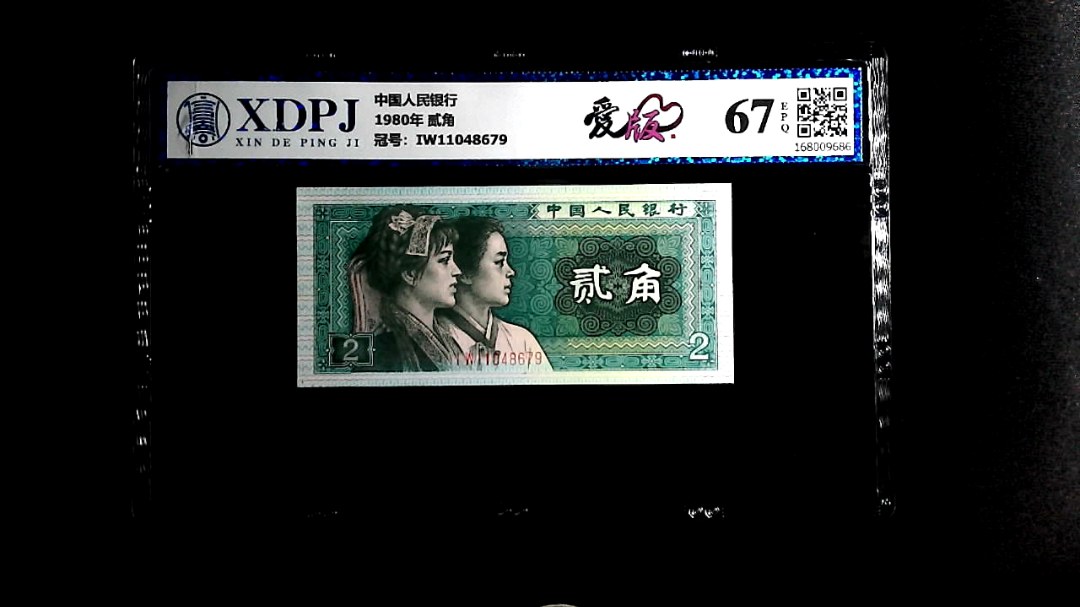 XDPJ
XIN DE PING JI
中国人民银行
1980年 贰角
冠号：IW11048679
爱版
67
EPQ
168009686
中国人民银行
贰角
2
IW11048679
2